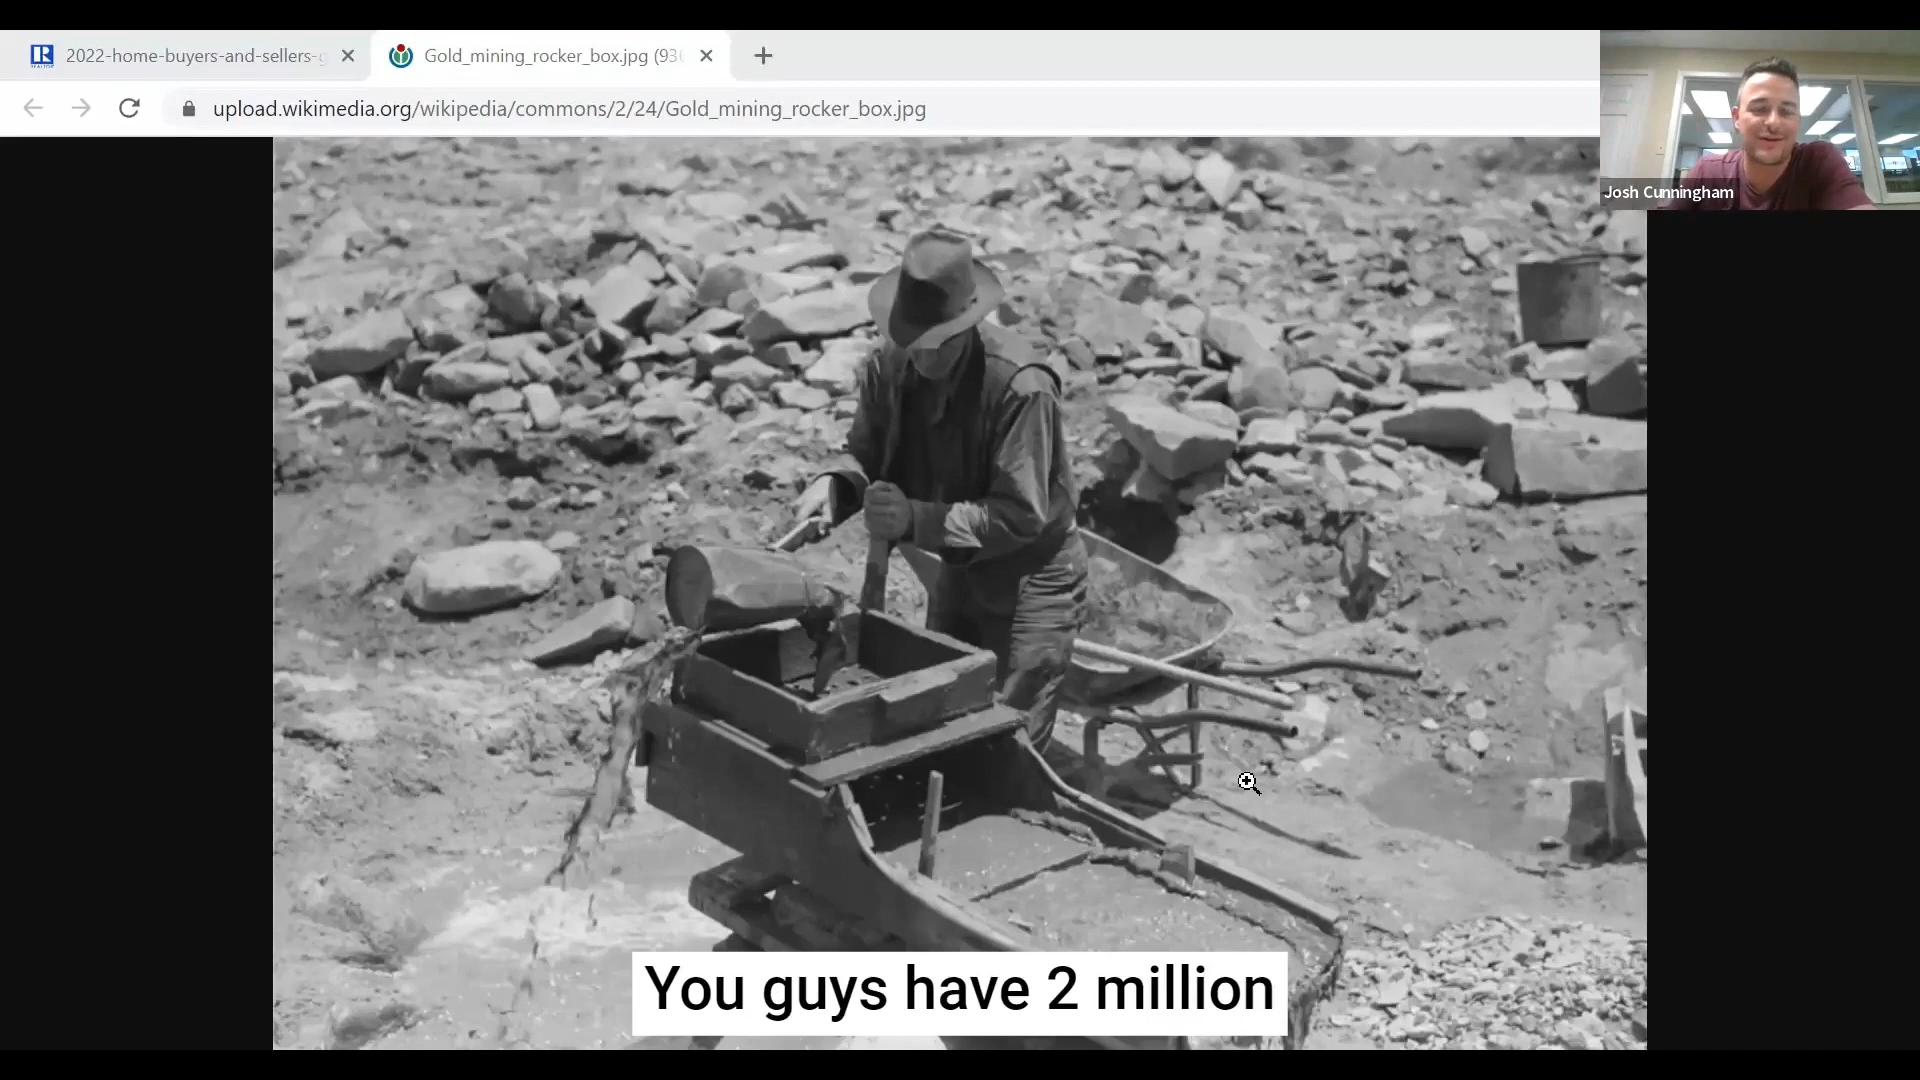 2022-home-buyers-and-sellers-g
Gold_mining_rocker_box.jpg (930
upload.wikimedia.org/wikipedia/commons/2/24/Gold_mining_rocker_box.jpg
Josh Cunningham
You guys have 2 million